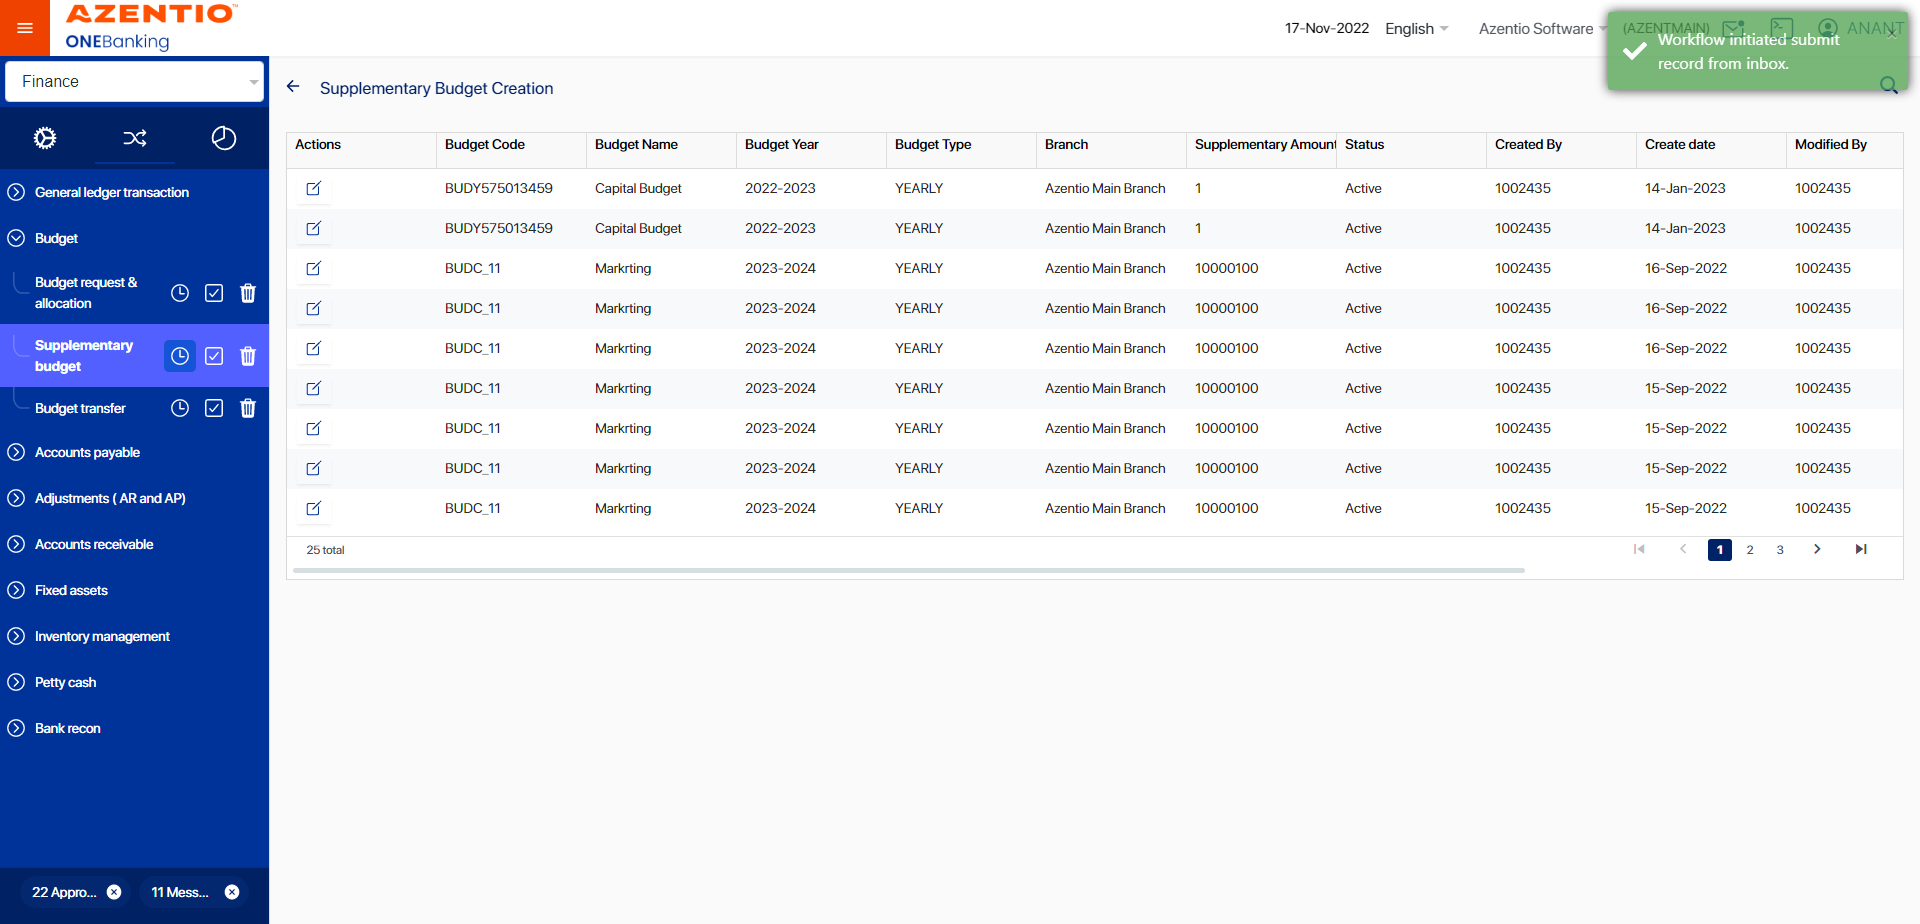 AZENTIO™
ONEBanking
17-Nov-2022 English Azentio Software (AZENTMAIN) ANANT
Workflow initiated submit
record from inbox.
Finance
Supplementary Budget Creation
General ledger transaction
Budget
Budget request &
allocation
Supplementary
budget
Budget transfer
Accounts payable
Adjustments ( AR and AP)
Accounts receivable
Fixed assets
Inventory management
Petty cash
Bank recon
22 Appro...
11 Mess...
Actions Budget Code Budget Name Budget Year Budget Type Branch Supplementary Amount Status Created By Create date Modified By
BUDY575013459 Capital Budget 2022-2023 YEARLY Azentio Main Branch 1 Active 1002435 14-Jan-2023 1002435
BUDY575013459 Capital Budget 2022-2023 YEARLY Azentio Main Branch 1 Active 1002435 14-Jan-2023 1002435
BUDC_11 Markrting 2023-2024 YEARLY Azentio Main Branch 10000100 Active 1002435 16-Sep-2022 1002435
BUDC_11 Markrting 2023-2024 YEARLY Azentio Main Branch 10000100 Active 1002435 16-Sep-2022 1002435
BUDC_11 Markrting 2023-2024 YEARLY Azentio Main Branch 10000100 Active 1002435 16-Sep-2022 1002435
BUDC_11 Markrting 2023-2024 YEARLY Azentio Main Branch 10000100 Active 1002435 15-Sep-2022 1002435
BUDC_11 Markrting 2023-2024 YEARLY Azentio Main Branch 10000100 Active 1002435 15-Sep-2022 1002435
BUDC_11 Markrting 2023-2024 YEARLY Azentio Main Branch 10000100 Active 1002435 15-Sep-2022 1002435
BUDC_11 Markrting 2023-2024 YEARLY Azentio Main Branch 10000100 Active 1002435 15-Sep-2022 1002435
25 total
1 2 3